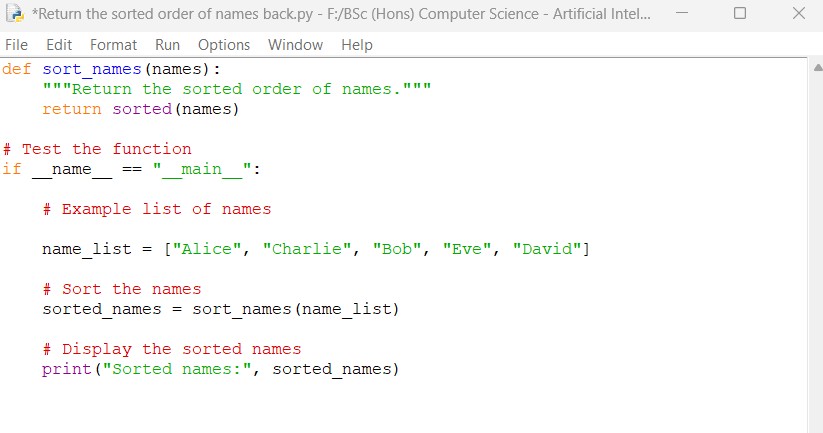 *Return the sorted order of names back.py - F:/BSc (Hons) Computer Science - Artificial Intel...
File Edit Format Run Options Window Help
def sort_names(names):
    """Return the sorted order of names."""
    return sorted(names)
# Test the function
if __name__ == "__main__":
    # Example list of names
    name_list = ["Alice", "Charlie", "Bob", "Eve", "David"]
    # Sort the names
    sorted_names = sort_names(name_list)
    # Display the sorted names
    print("Sorted names:", sorted_names)